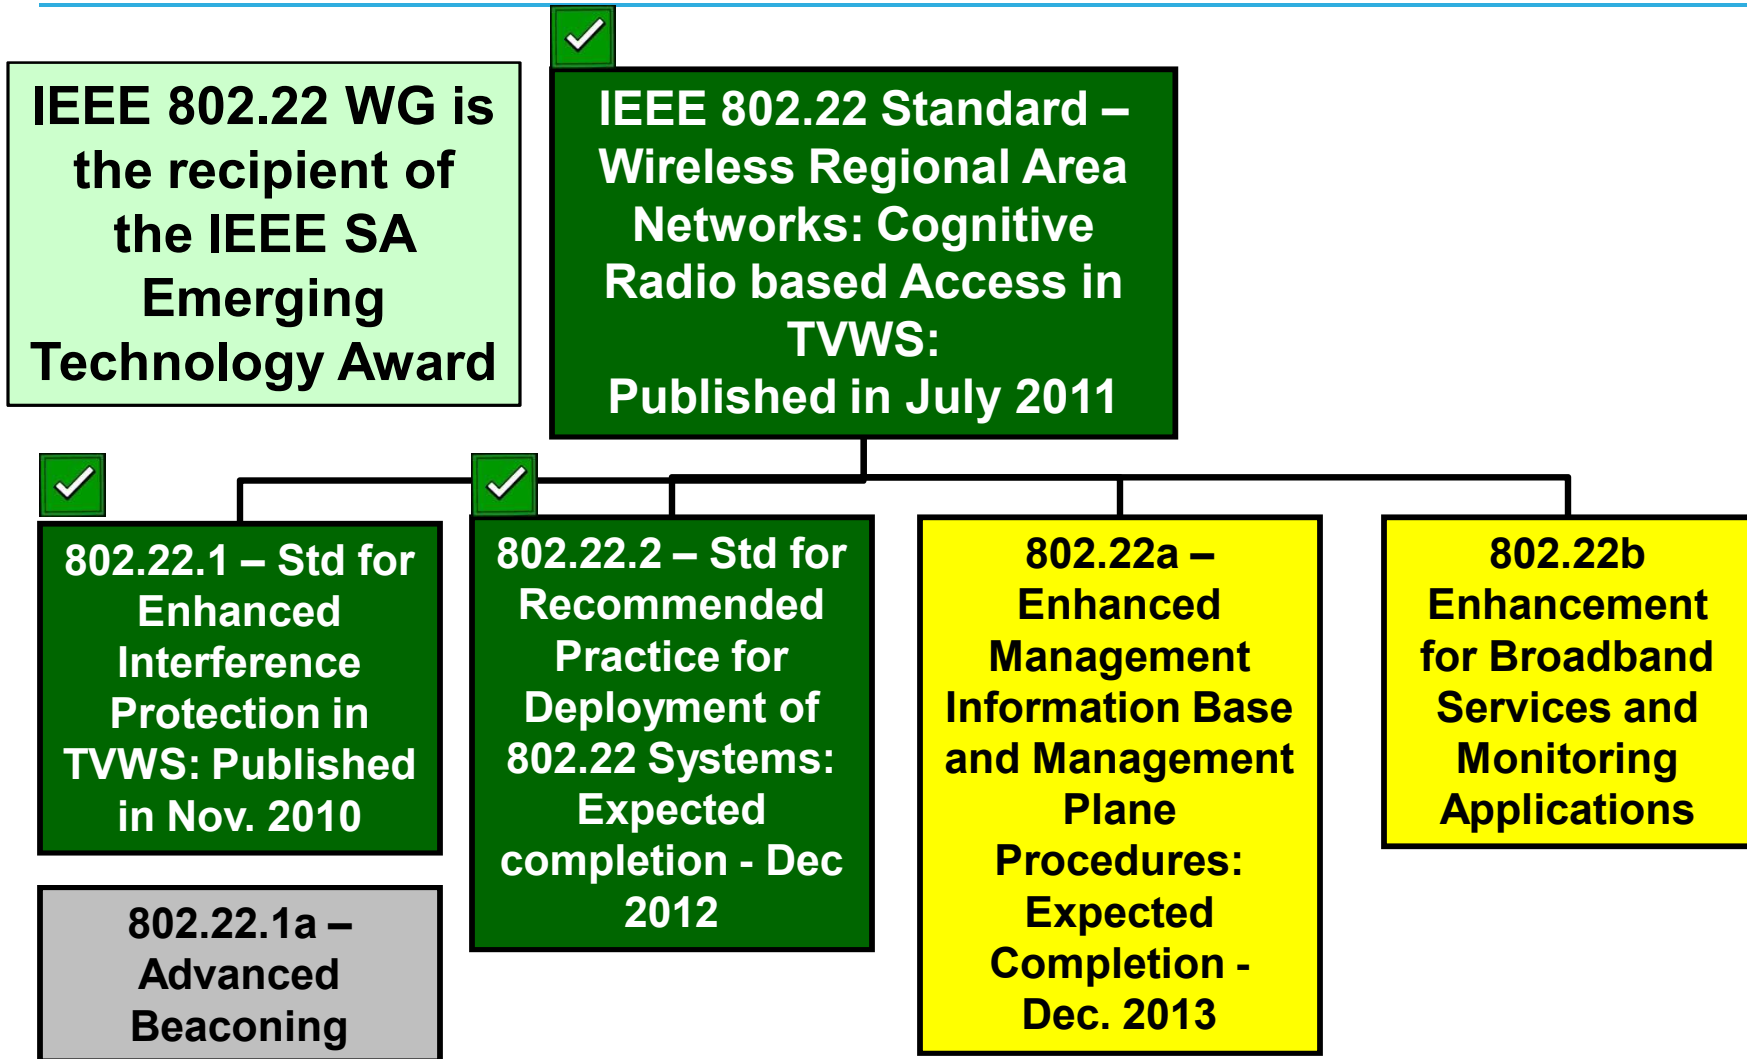 IEEE 802.22 WG is
the recipient of
the IEEE SA
Emerging
Technology Award
IEEE 802.22 Standard –
Wireless Regional Area
Networks: Cognitive
Radio based Access in
TVWS:
Published in July 2011
802.22.1 – Std for
Enhanced
Interference
Protection in
TVWS: Published
in Nov. 2010
802.22.1a –
Advanced
Beaconing
802.22.2 – Std for
Recommended
Practice for
Deployment of
802.22 Systems:
Expected
completion - Dec
2012
802.22a –
Enhanced
Management
Information Base
and Management
Plane
Procedures:
Expected
Completion -
Dec. 2013
802.22b
Enhancement
for Broadband
Services and
Monitoring
Applications